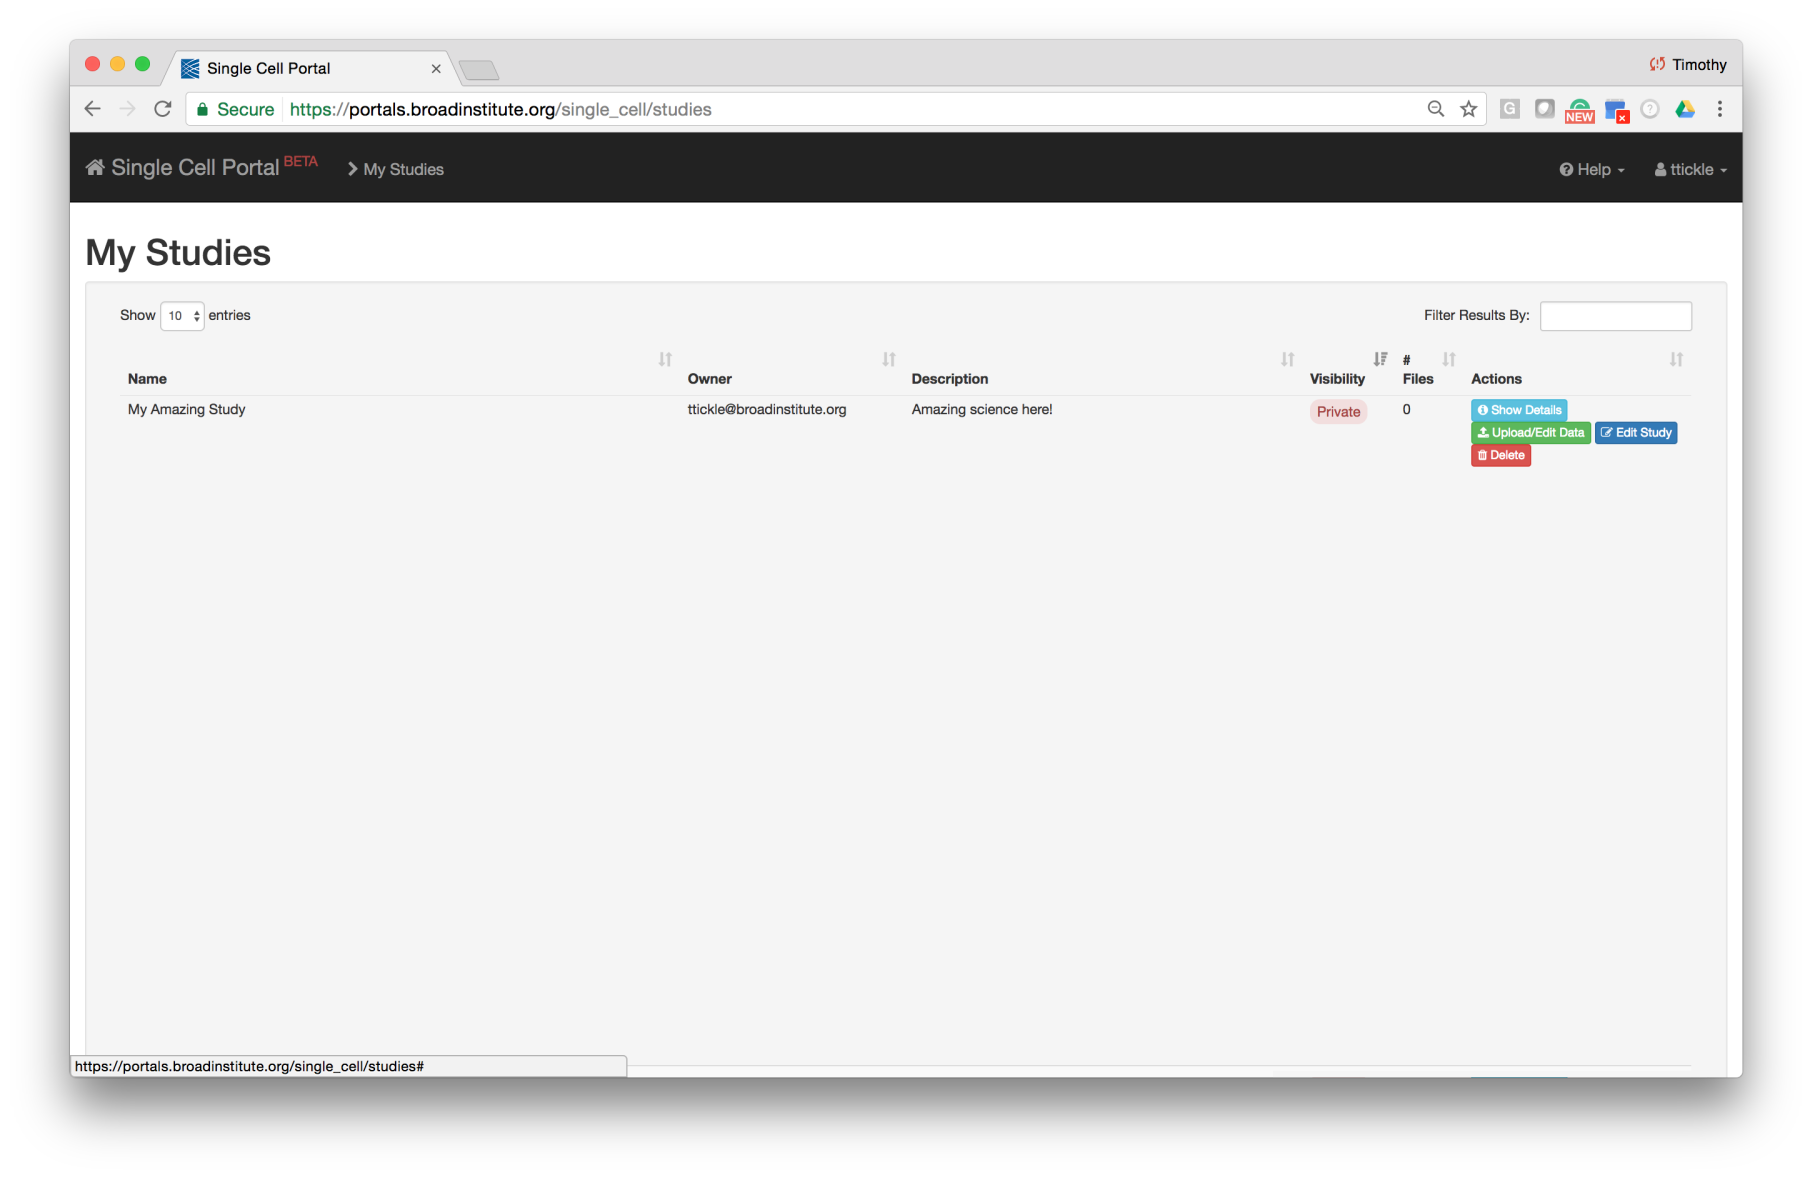 Single Cell Portal
Timothy
Secure https://portals.broadinstitute.org/single_cell/studies
G
NEW
Single Cell Portal BETA My Studies Help ttickle
My Studies
Show 10 entries Filter Results By:
Name Owner Description Visibility # Files Actions
My Amazing Study ttickle@broadinstitute.org Amazing science here! Private 0 Show Details
Upload/Edit Data Edit Study
Delete
https://portals.broadinstitute.org/single_cell/studies#